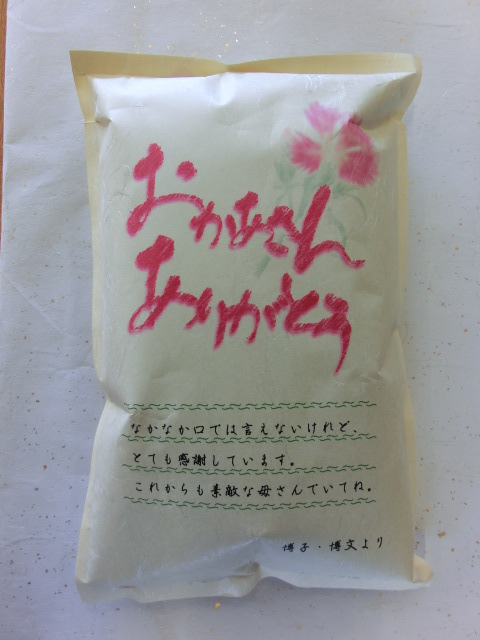 おかあさん
ありがとう
なかなか口では言えないけれど、
とても感謝しています。
これからも素敵な母さんでいてね。
博子・博文より